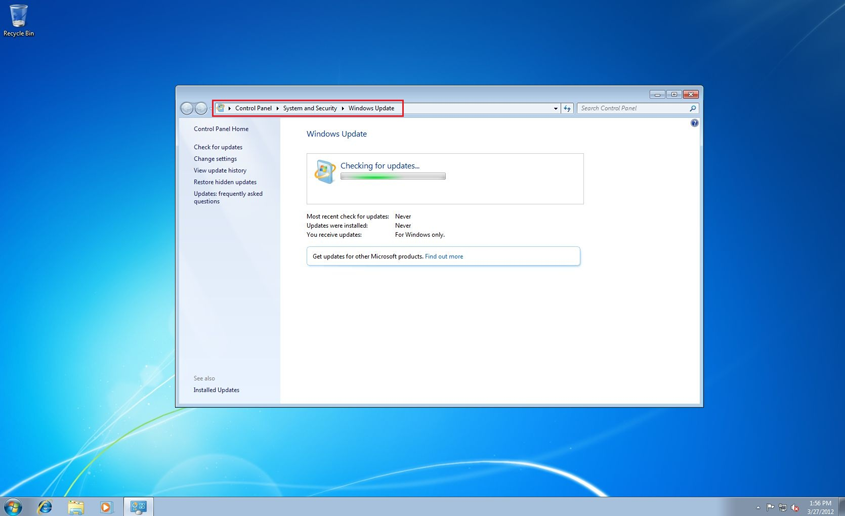 Recycle Bin
Control Panel System and Security Windows Update
Search Control Panel
Control Panel Home
Check for updates
Change settings
View update history
Restore hidden updates
Updates: frequently asked
questions
See also
Installed Updates
Windows Update
Checking for updates...
Most recent check for updates: Never
Updates were installed: Never
You receive updates: For Windows only.
Get updates for other Microsoft products. Find out more
1:56 PM
3/27/2012